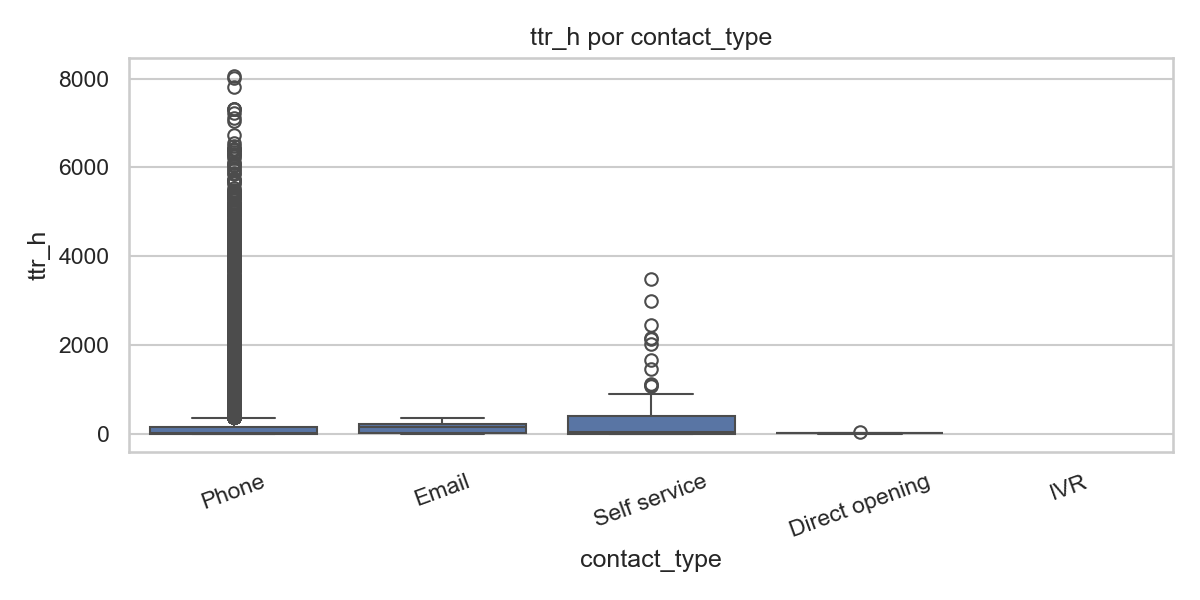 ttr_h por contact_type
8000
6000
4000
2000
0
ttr_h
Phone
Email
Self service
Direct opening
IVR
contact_type